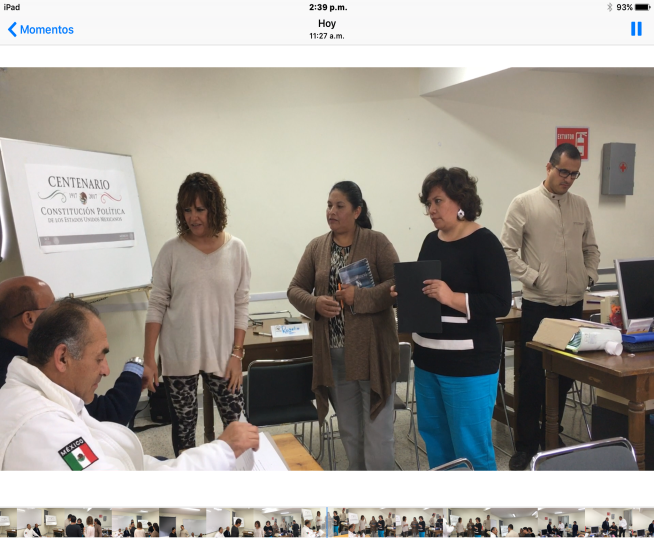 iPad
2:39 p.m.
93%
Momentos
Hoy
11:27 a.m.
CENTENARIO
1917 2017
CONSTITUCIÓN POLÍTICA
DE LOS ESTADOS UNIDOS MEXICANOS
EXTINTOR
MÉXICO